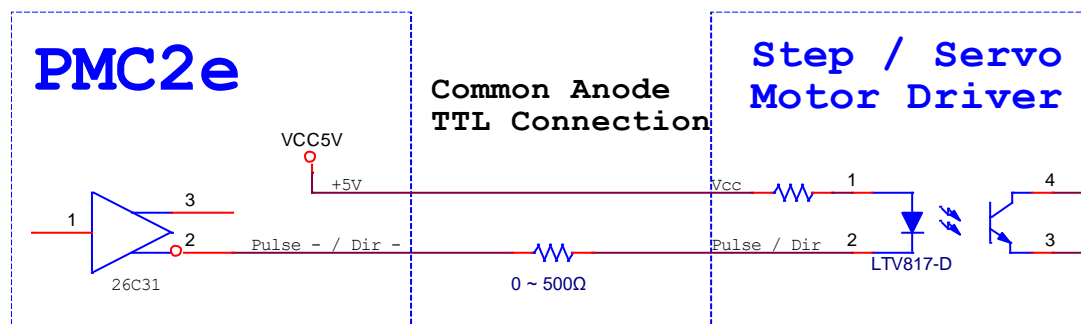 PMC2e
Common Anode
TTL Connection
Step / Servo
Motor Driver
VCC5V
+5V
Vcc
1
4
3
1
2
Pulse - / Dir -
Pulse / Dir
2
3
26C31
0 ~ 500Ω
LTV817-D